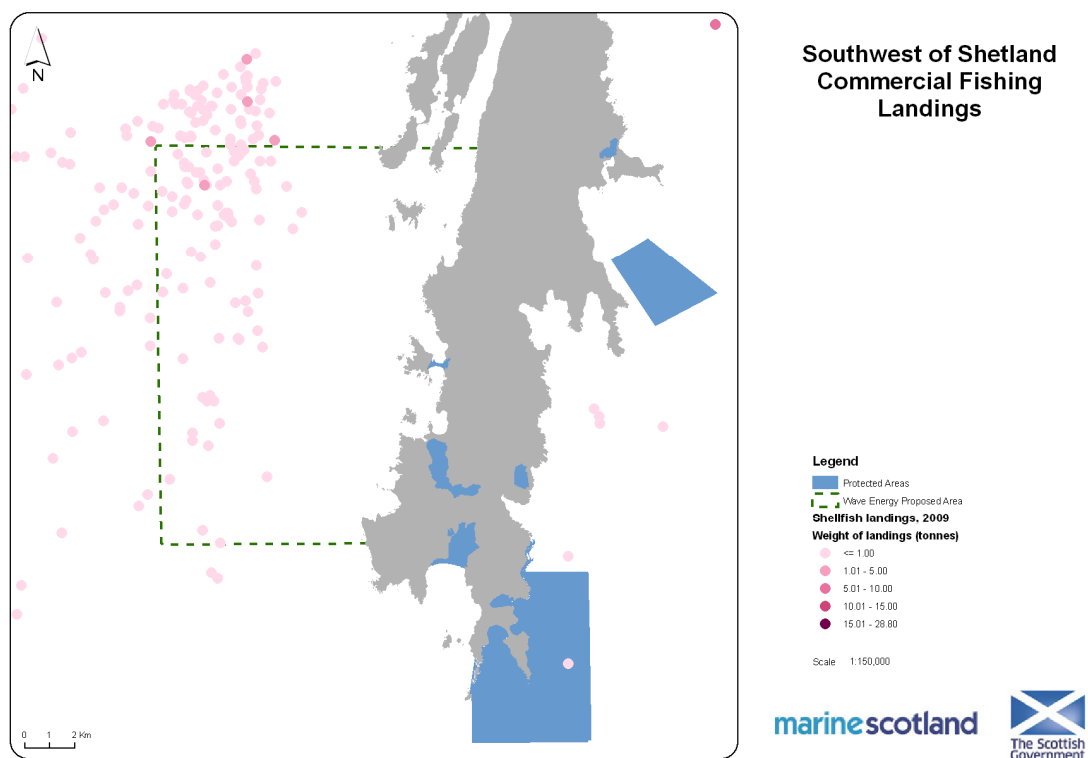 N
0 1 2 Km
Southwest of Shetland
Commercial Fishing
Landings
Legend
Protected Areas
Wave Energy Proposed Area
Shellfish landings, 2009
Weight of landings (tonnes)
<= 1.00
1.01 - 5.00
5.01 - 10.00
10.01 - 15.00
15.01 - 28.80
Scale 1:150,000
marinescotland
The Scottish
Government